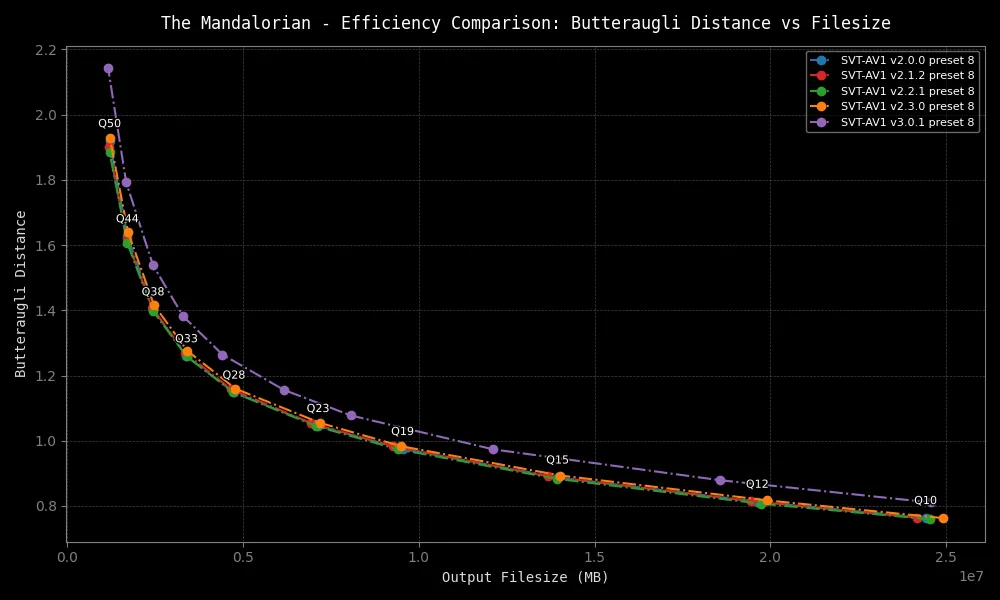 The Mandalorian - Efficiency Comparison: Butteraugli Distance vs Filesize
SVT-AV1 v2.0.0 preset 8
SVT-AV1 v2.1.2 preset 8
SVT-AV1 v2.2.1 preset 8
SVT-AV1 v2.3.0 preset 8
SVT-AV1 v3.0.1 preset 8
2.2
2.0
1.8
1.6
1.4
1.2
1.0
0.8
Butteraugli Distance
Q50
Q44
Q38
Q33
Q28
Q23
Q19
Q15
Q12
Q10
0.0 0.5 1.0 1.5 2.0 2.5
1e7
Output Filesize (MB)